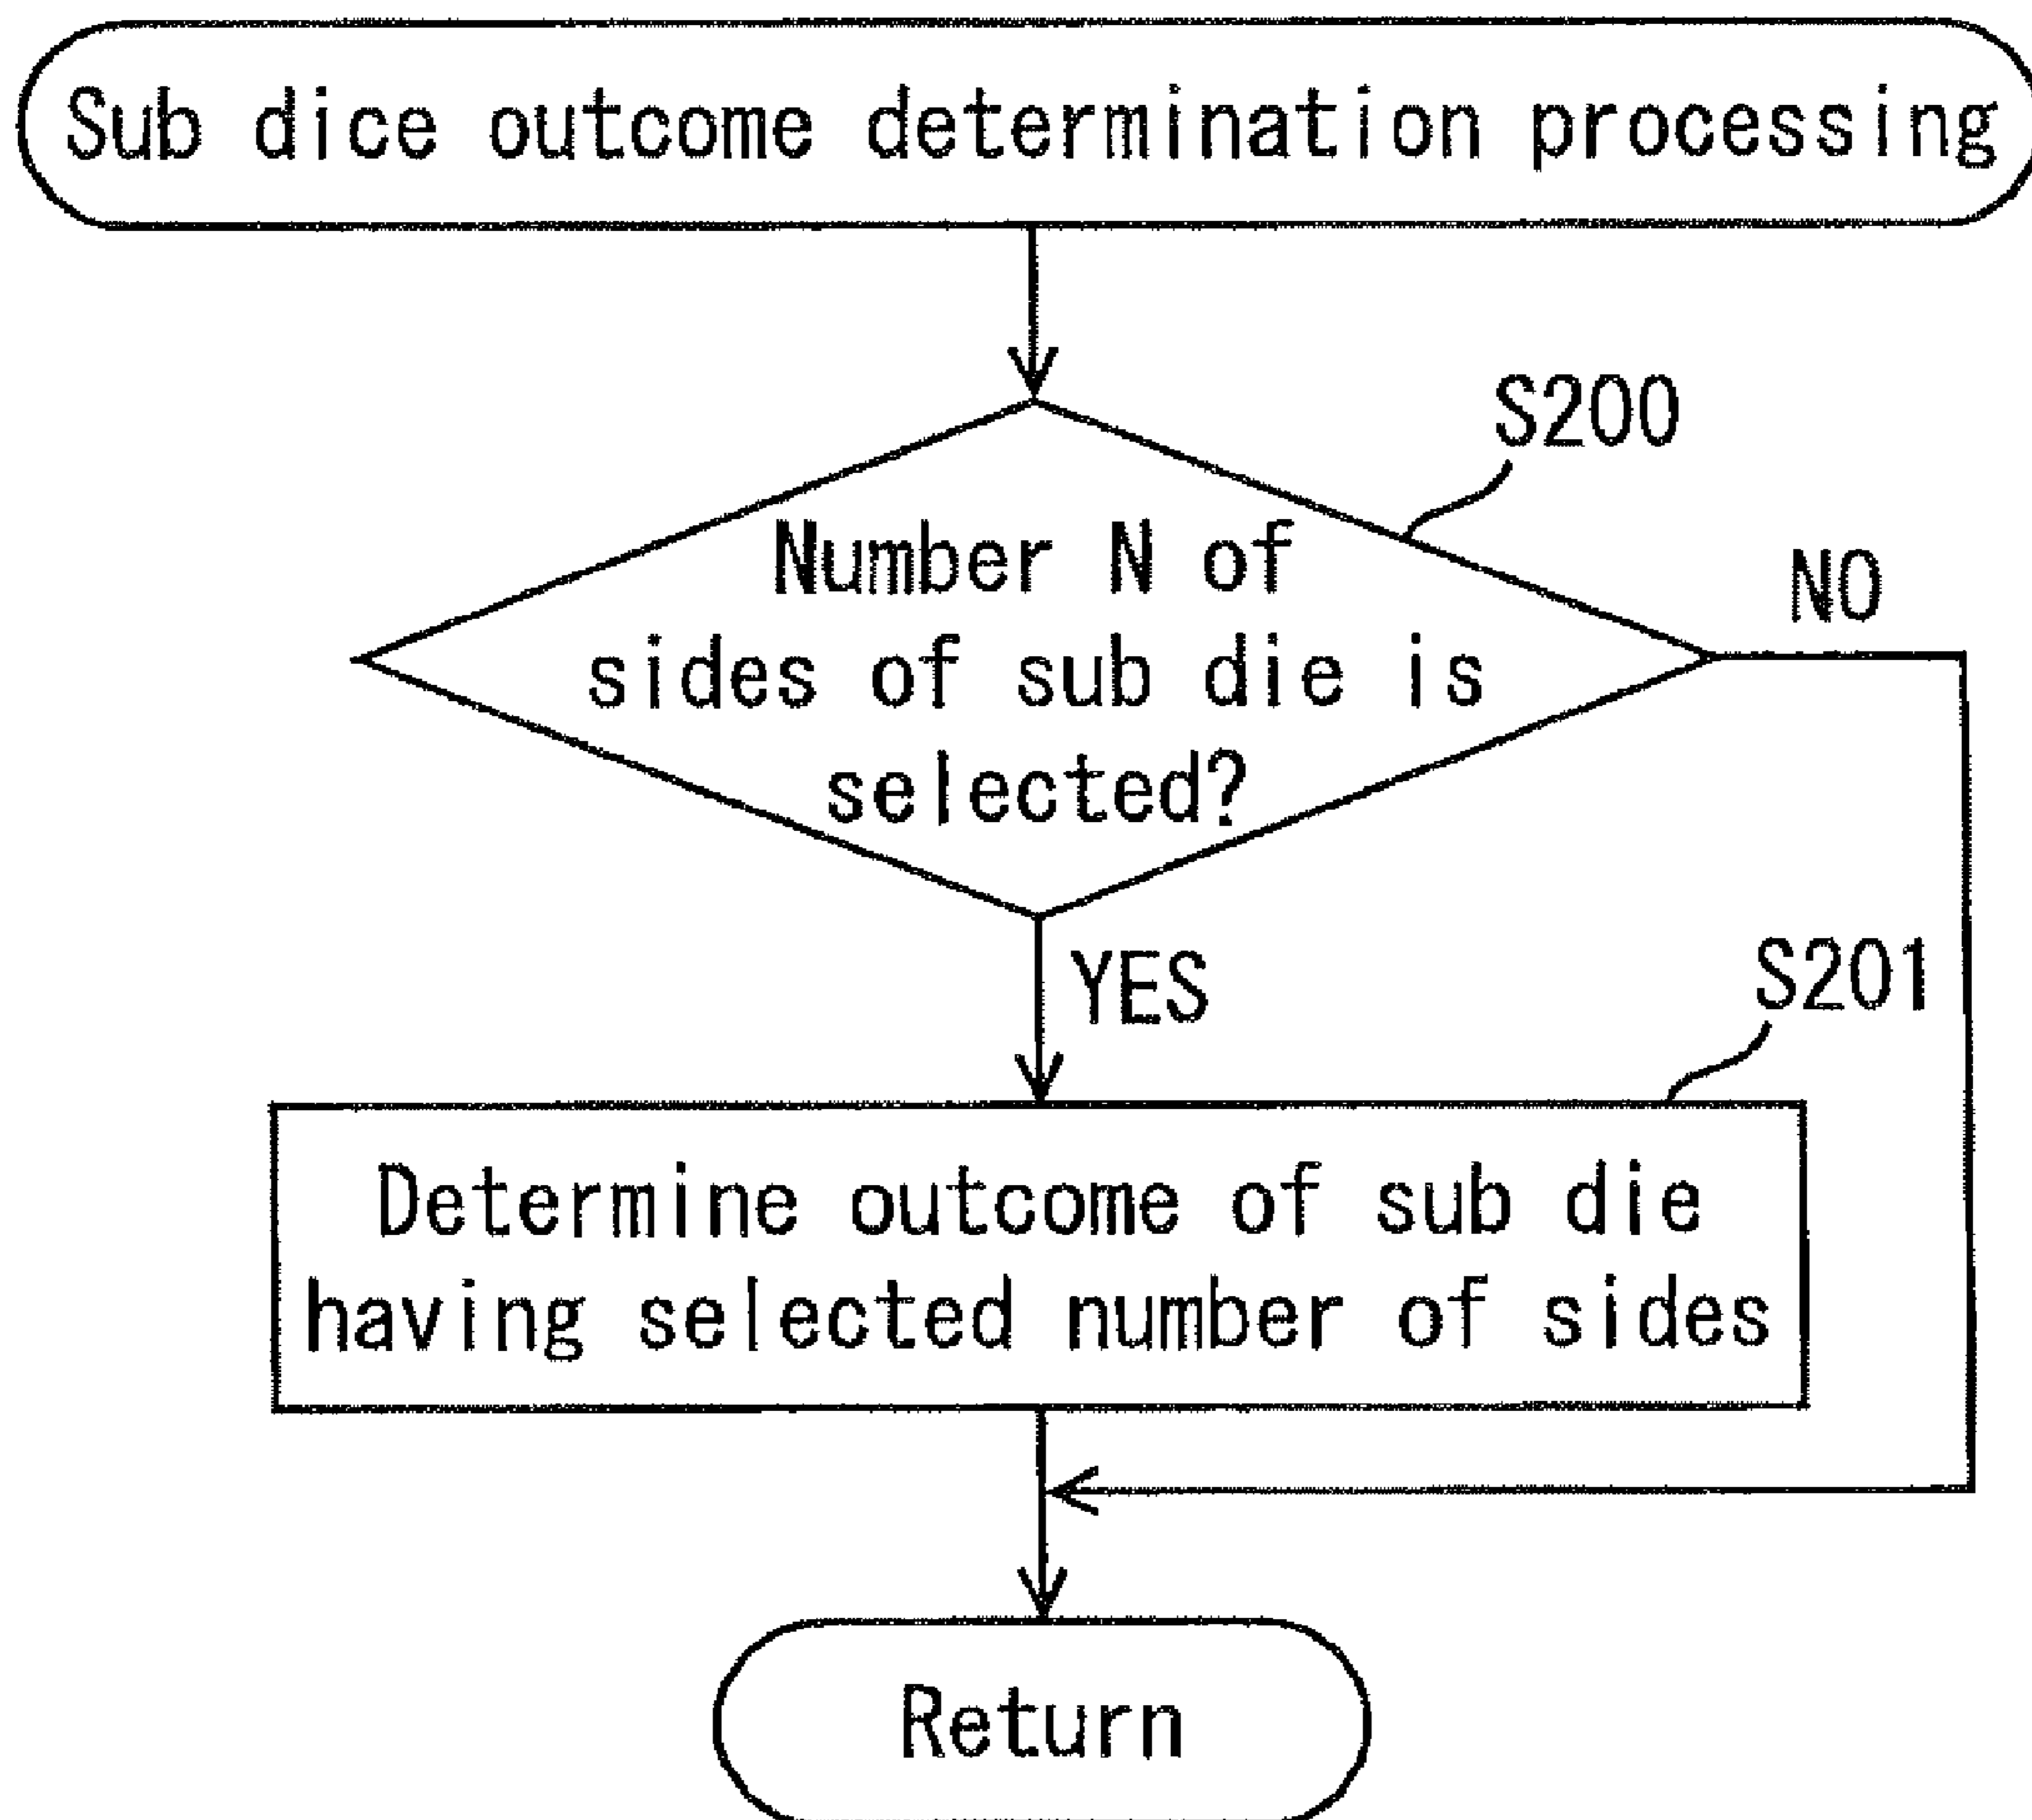 Sub dice outcome determination processing
S200
Number N of
sides of sub die is
selected?
NO
YES
S201
Determine outcome of sub die
having selected number of sides
Return